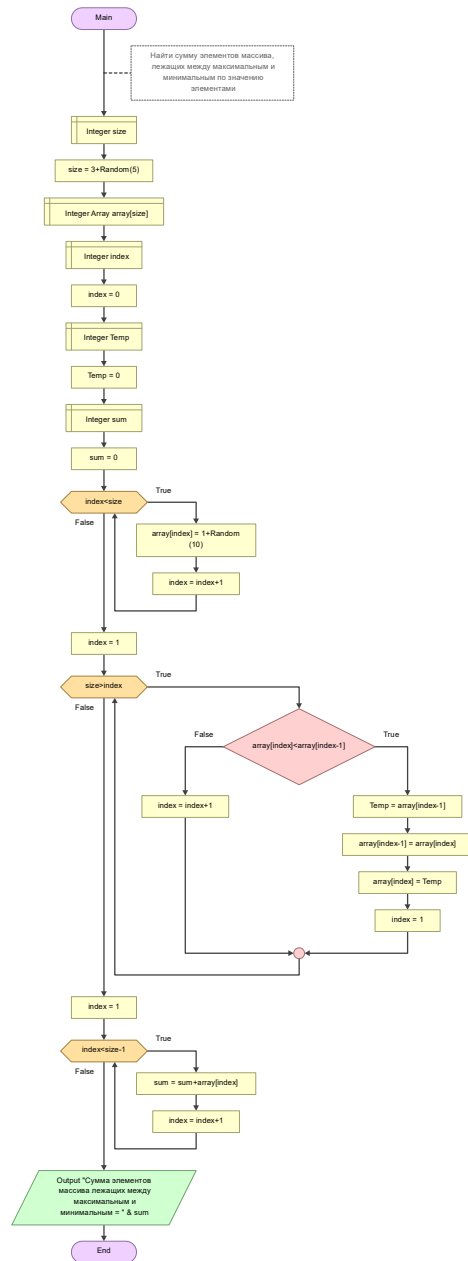 Main
Найти сумму элементов массива,
лежащих между максимальным и
минимальным по значению
элементами
Integer size
size = 3+Random(5)
Integer Array array[size]
Integer index
index = 0
Integer Temp
Temp = 0
Integer sum
sum = 0
index<size
True
False
array[index] = 1+Random
(10)
index = index+1
index = 1
size>index
True
False
array[index]<array[index-1]
False
True
index = index+1
Temp = array[index-1]
array[index-1] = array[index]
array[index] = Temp
index = 1
index = 1
index<size-1
True
False
sum = sum+array[index]
index = index+1
Output "Сумма элементов
массива лежащих между
максимальным и
минимальным = " & sum
End